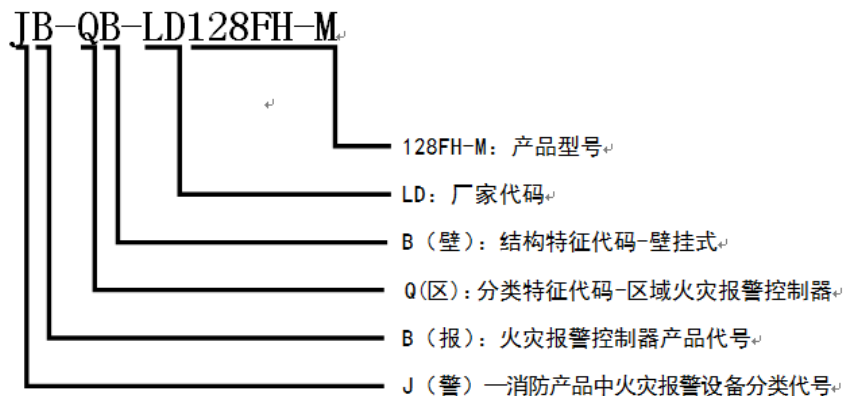 JB-QB-LD128FH-M
128FH-M：产品型号
LD：厂家代码
B（壁）：结构特征代码-壁挂式
Q(区)：分类特征代码-区域火灾报警控制器
B（报）：火灾报警控制器产品代号
J（警）—消防产品中火灾报警设备分类代号